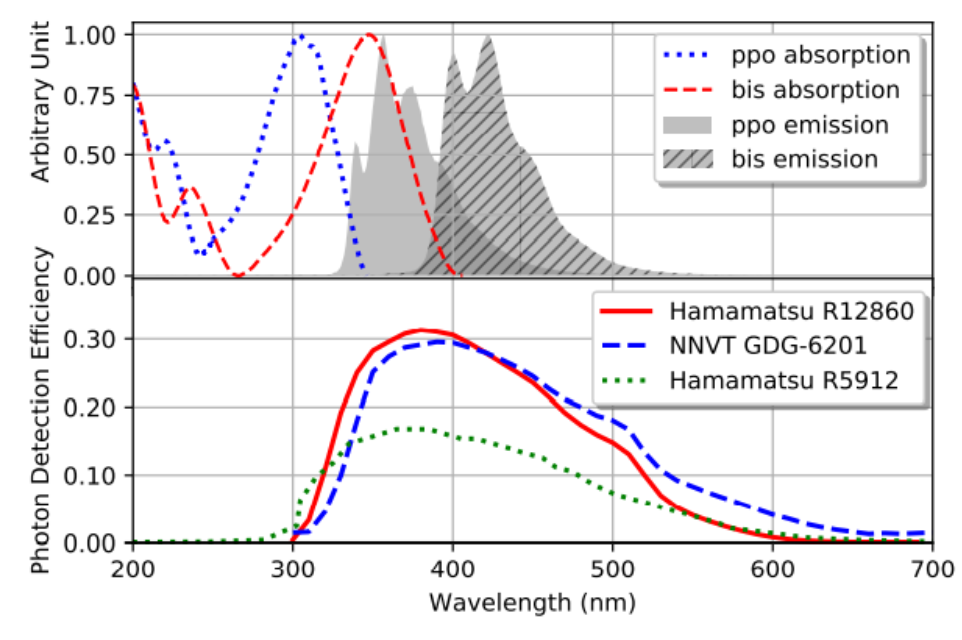 Arbitrary Unit
1.00
0.75
0.50
0.25
0.00
ppo absorption
bis absorption
ppo emission
bis emission
Photon Detection Efficiency
0.30
0.20
0.10
0.00
Hamamatsu R12860
NNVT GDG-6201
Hamamatsu R5912
200 300 400 500 600 700
Wavelength (nm)